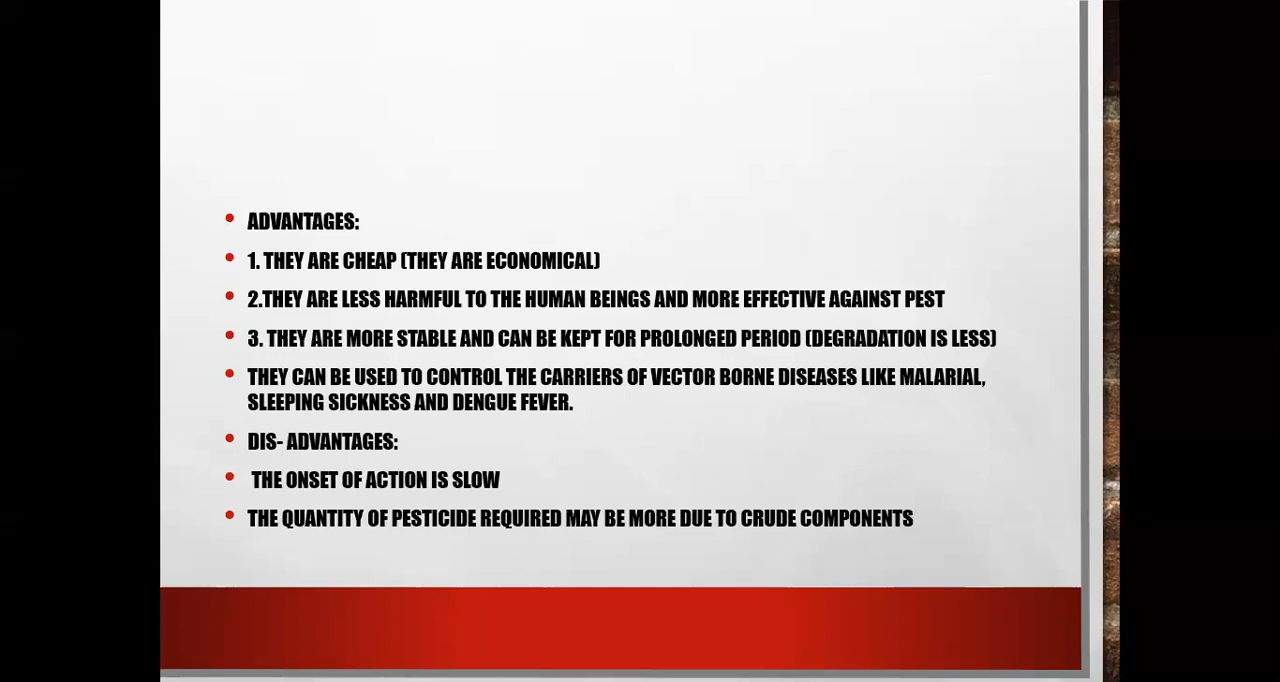 ADVANTAGES:
1. THEY ARE CHEAP (THEY ARE ECONOMICAL)
2.THEY ARE LESS HARMFUL TO THE HUMAN BEINGS AND MORE EFFECTIVE AGAINST PEST
3. THEY ARE MORE STABLE AND CAN BE KEPT FOR PROLONGED PERIOD (DEGRADATION IS LESS)
THEY CAN BE USED TO CONTROL THE CARRIERS OF VECTOR BORNE DISEASES LIKE MALARIAL,
SLEEPING SICKNESS AND DENGUE FEVER.
DIS- ADVANTAGES:
THE ONSET OF ACTION IS SLOW
THE QUANTITY OF PESTICIDE REQUIRED MAY BE MORE DUE TO CRUDE COMPONENTS